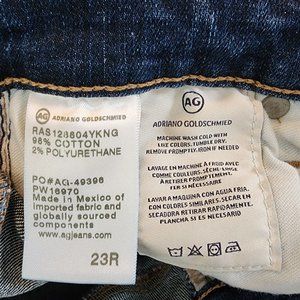 AG ADRIANO GOLDSCHMIED
RAS128804YKNG
98% COTTON
2% POLYURETHANE
PO#AG-49396
PW18970
Made in Mexico of
imported fabric and
globally sourced
components
www.agjeans.com
23R
AG
ADRIANO GOLDSCHMIED
MACHINE WASH COLD WITH
LIKE COLORS. TUMBLE DRY.
REMOVE PROMPTLY. IRON IF NEEDED.
LAVAGE EN MACHINE A FROID AVEC
COMME COULEURS. SÉCHE-LINGE.
A RETIRER PROMPTEMENT.
SI BESOIN.
LAVAR A MAQUINA CON AGUA FRIA.
CON COLORES SIMILARES. SECAR EN
SECADORA RETIRAR RAPIDAMENTE.
PLANCHA SI ES NECESARIO